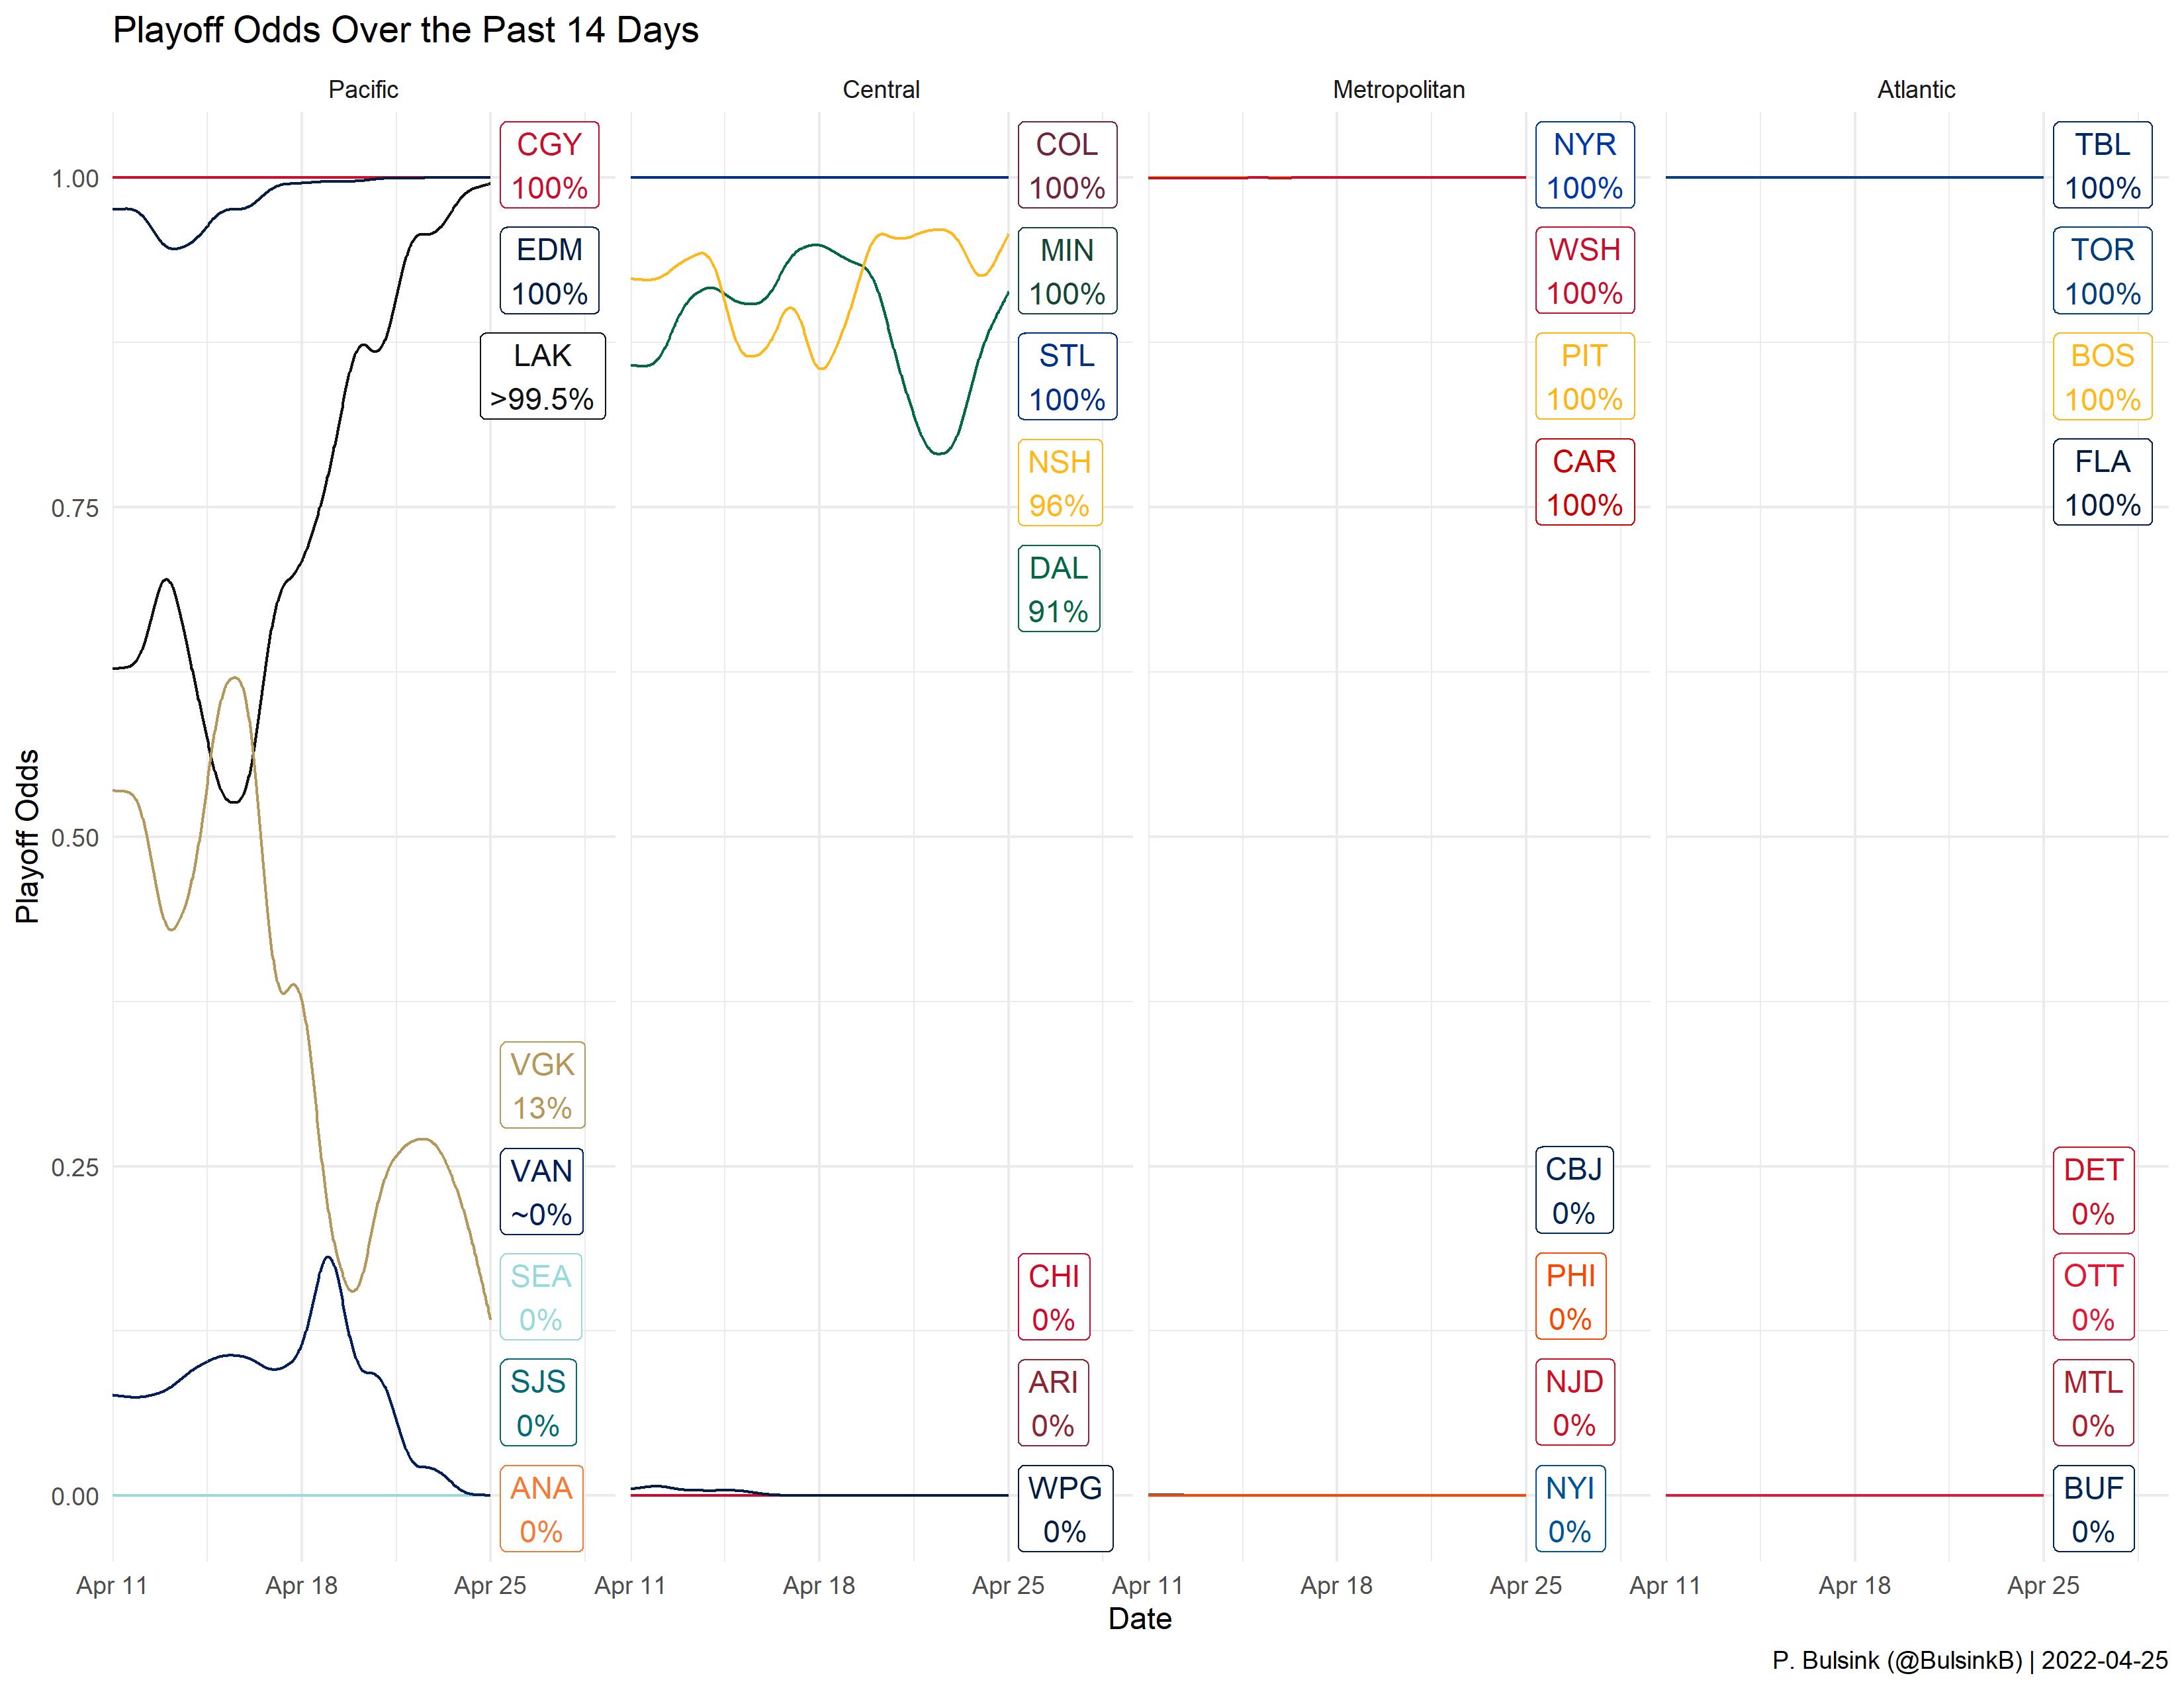 Playoff Odds Over the Past 14 Days
Pacific
Central
Metropolitan
Atlantic
Playoff Odds
1.00
0.75
0.50
0.25
0.00
CGY
100%
EDM
100%
LAK
>99.5%
VGK
13%
VAN
~0%
SEA
0%
SJS
0%
ANA
0%
COL
100%
MIN
100%
STL
100%
NSH
96%
DAL
91%
CHI
0%
ARI
0%
WPG
0%
NYR
100%
WSH
100%
PIT
100%
CAR
100%
CBJ
0%
PHI
0%
NJD
0%
NYI
0%
TBL
100%
TOR
100%
BOS
100%
FLA
100%
DET
0%
OTT
0%
MTL
0%
BUF
0%
Apr 11 Apr 18 Apr 25
Apr 11 Apr 18 Apr 25
Apr 11 Apr 18 Apr 25
Apr 11 Apr 18 Apr 25
Date
P. Bulsink (@BulsinkB) | 2022-04-25